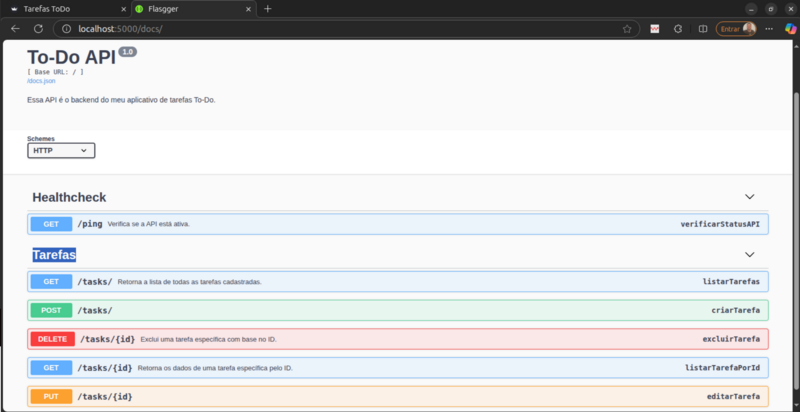 Tarefas ToDo
Flasgger
localhost:5000/docs/
Entrar
To-Do API 1.0
[ Base URL: / ]
/docs.json
Essa API é o backend do meu aplicativo de tarefas To-Do.
Schemes
HTTP
Healthcheck
GET /ping Verifica se a API está ativa. verificarStatusAPI
Tarefas
GET /tasks/ Retorna a lista de todas as tarefas cadastradas. listarTarefas
POST /tasks/ criarTarefa
DELETE /tasks/{id} Exclui uma tarefa específica com base no ID. excluirTarefa
GET /tasks/{id} Retorna os dados de uma tarefa específica pelo ID. listarTarefaPorId
PUT /tasks/{id} editarTarefa